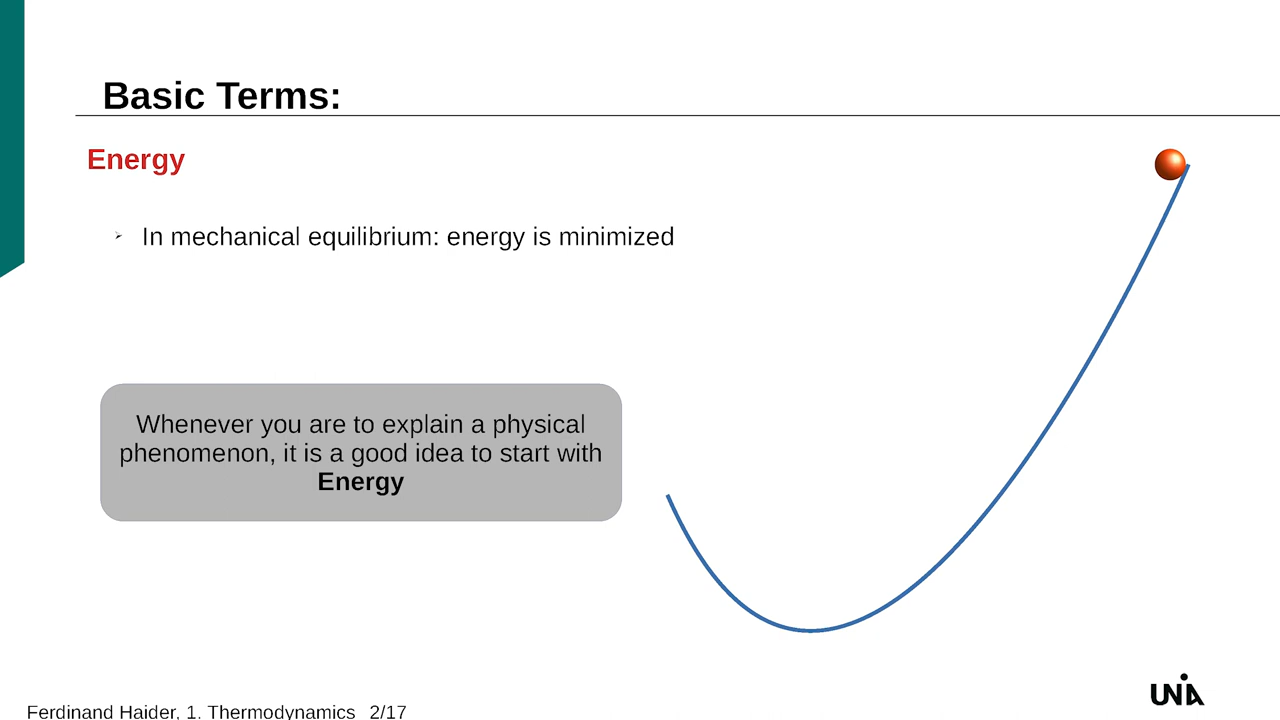 Basic Terms:
Energy
➢ In mechanical equilibrium: energy is minimized
Whenever you are to explain a physical
phenomenon, it is a good idea to start with
Energy
UNIA
Ferdinand Haider, 1. Thermodynamics 2/17